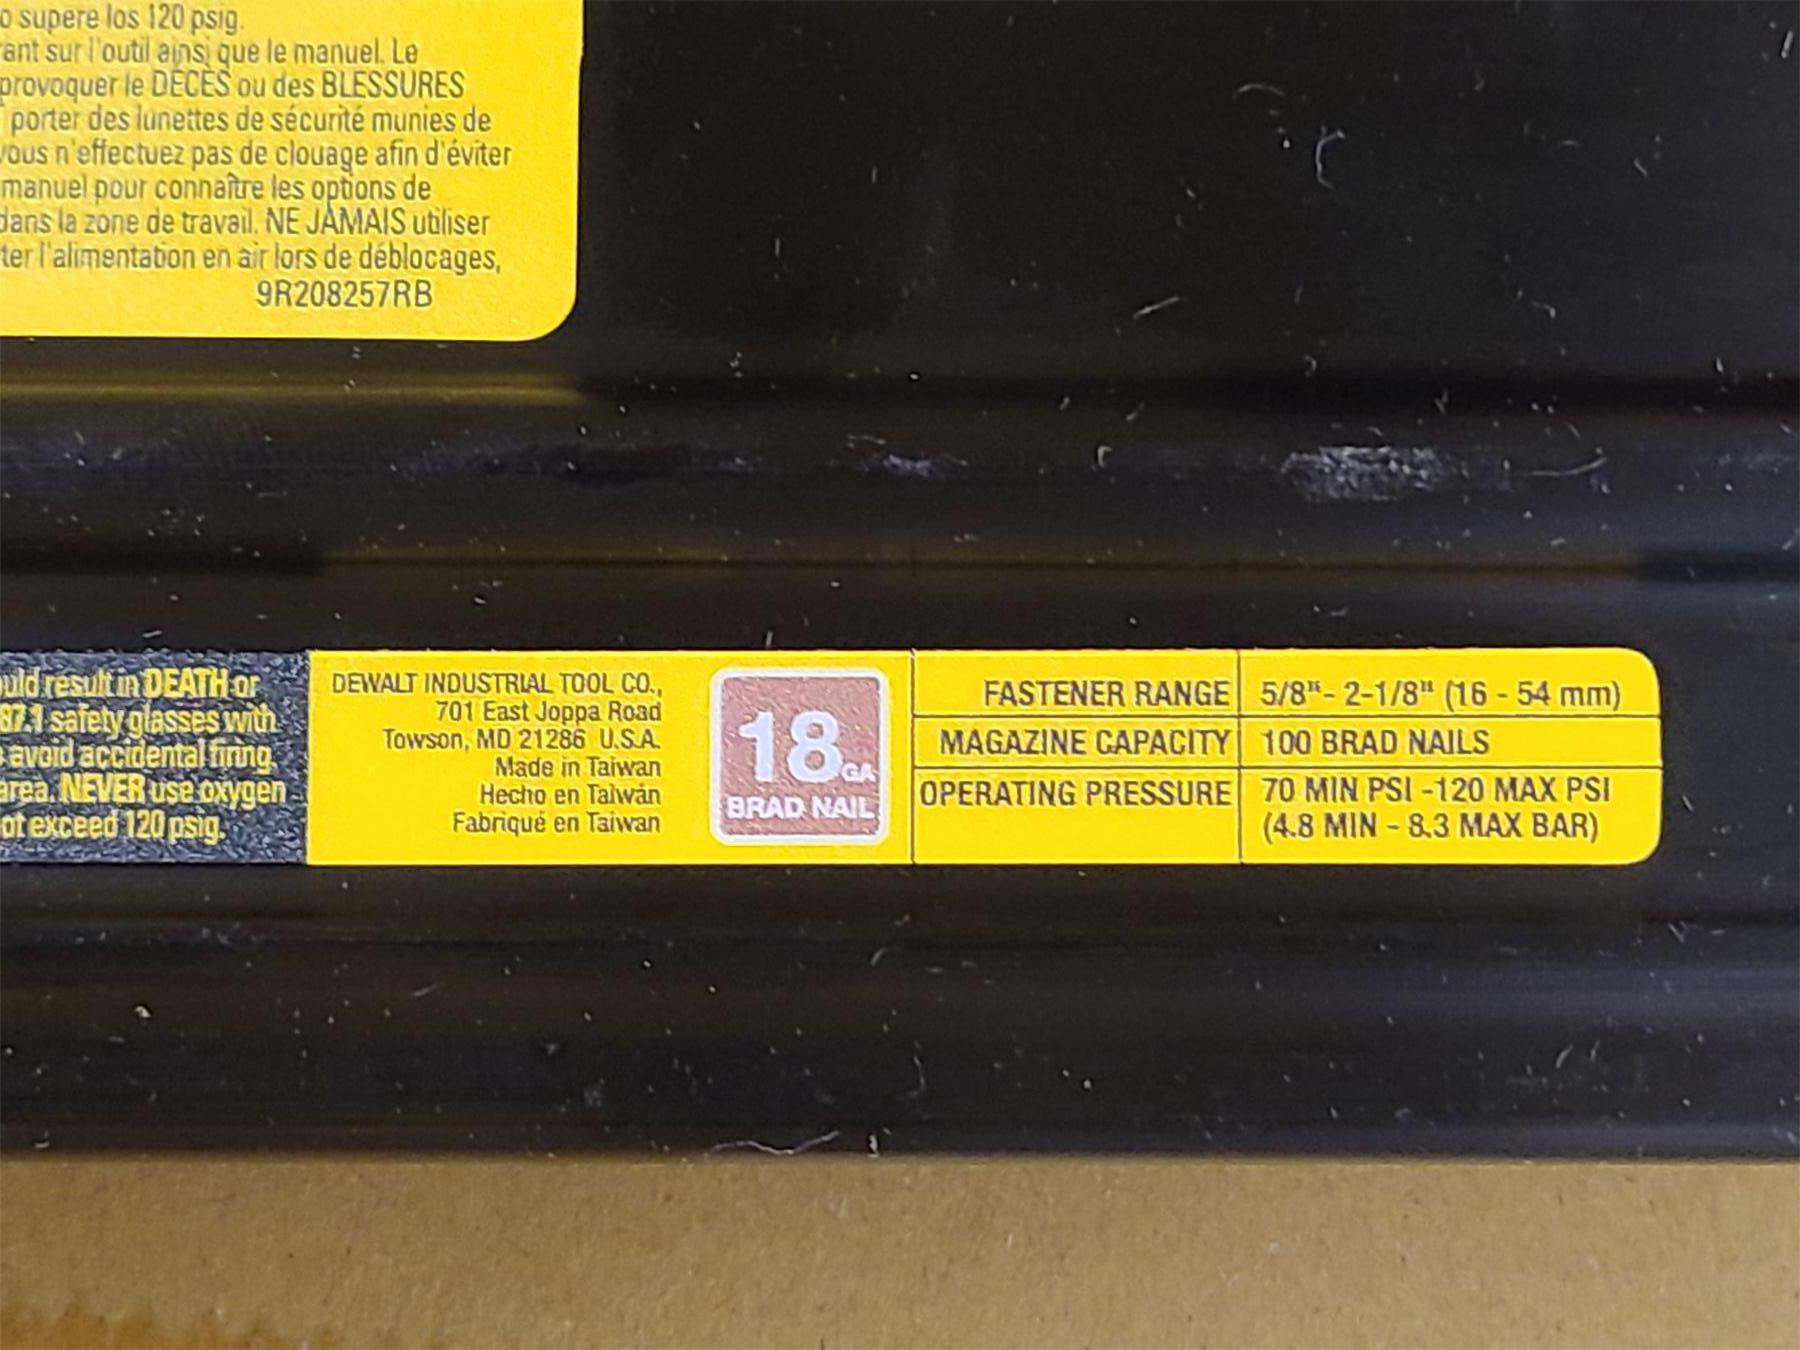 o supere los 120 psig.
rant sur l'outil ainsi que le manuel. Le
provoquer le DÉCÈS ou des BLESSURES
porter des lunettes de sécurité munies de
vous n'effectuez pas de clouage afin d'éviter
manuel pour connaître les options de
dans la zone de travail. NE JAMAIS utiliser
ter l'alimentation en air lors de déblocages,
9R208257RB
ould result in DEATH or
87.1 safety glasses with
avoid accidental firing.
area. NEVER use oxygen
ot exceed 120 psig.
DEWALT INDUSTRIAL TOOL CO.,
701 East Joppa Road
Towson, MD 21286 U.S.A.
Made in Taiwan
Hecho en Taiwán
Fabriqué en Taiwan
18 GA
BRAD NAIL
FASTENER RANGE 5/8" - 2-1/8" (16 - 54 mm)
MAGAZINE CAPACITY 100 BRAD NAILS
OPERATING PRESSURE 70 MIN PSI -120 MAX PSI
(4.8 MIN - 8.3 MAX BAR)